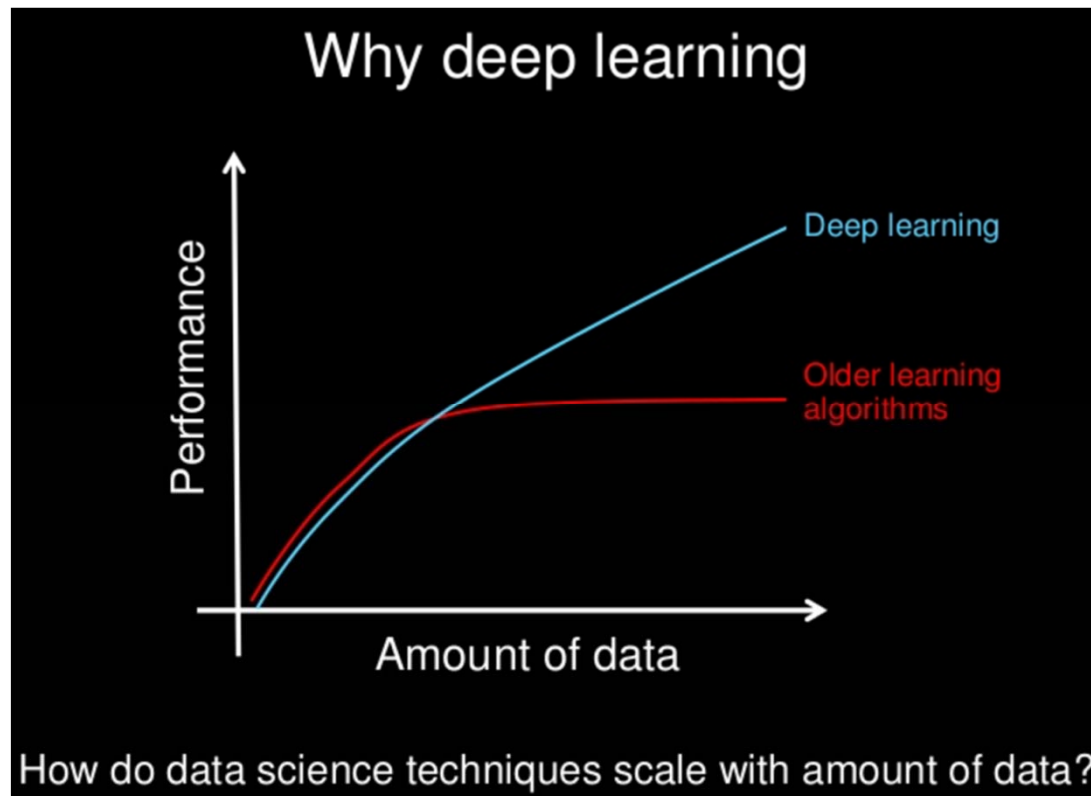 Why deep learning
Performance
Deep learning
Older learning
algorithms
Amount of data
How do data science techniques scale with amount of data?